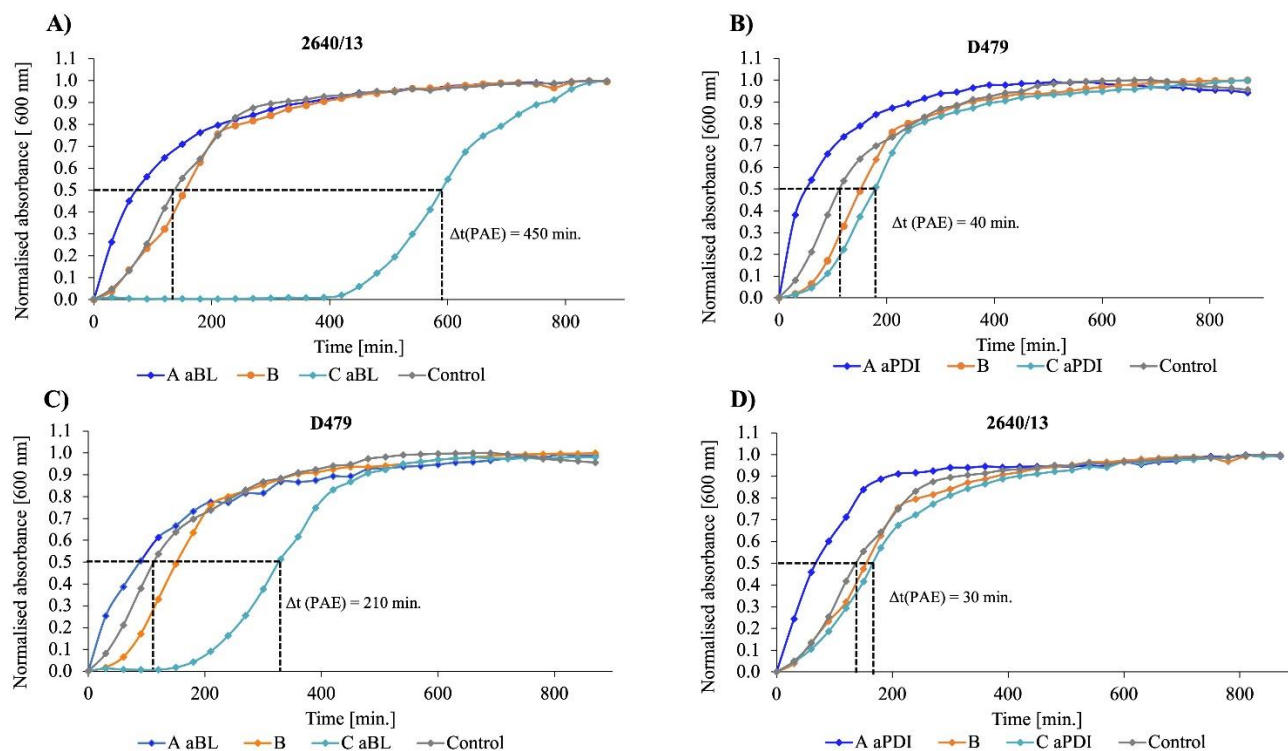 A)
2640/13
Normalised absorbance [ 600 nm]
1.1
1.0
0.9
0.8
0.7
0.6
0.5
0.4
0.3
0.2
0.1
0.0
Δt(PAE) = 450 min.
0 200 400 600 800
Time [min.]
A aBL B C aBL Control
B)
D479
Normalised absorbance [600 nm]
1.1
1.0
0.9
0.8
0.7
0.6
0.5
0.4
0.3
0.2
0.1
0.0
Δt(PAE) = 40 min.
0 200 400 600 800
Time [min.]
A aPDI B C aPDI Control
C)
D479
Normalised absorbance [600 nm]
1.1
1.0
0.9
0.8
0.7
0.6
0.5
0.4
0.3
0.2
0.1
0.0
Δt (PAE) = 210 min.
0 200 400 600 800
Time [min.]
A aBL B C aBL Control
D)
2640/13
Normalised absorbance [600 nm]
1.1
1.0
0.9
0.8
0.7
0.6
0.5
0.4
0.3
0.2
0.1
0.0
Δt(PAE) = 30 min.
0 200 400 600 800
Time [min.]
A aPDI B C aPDI Control